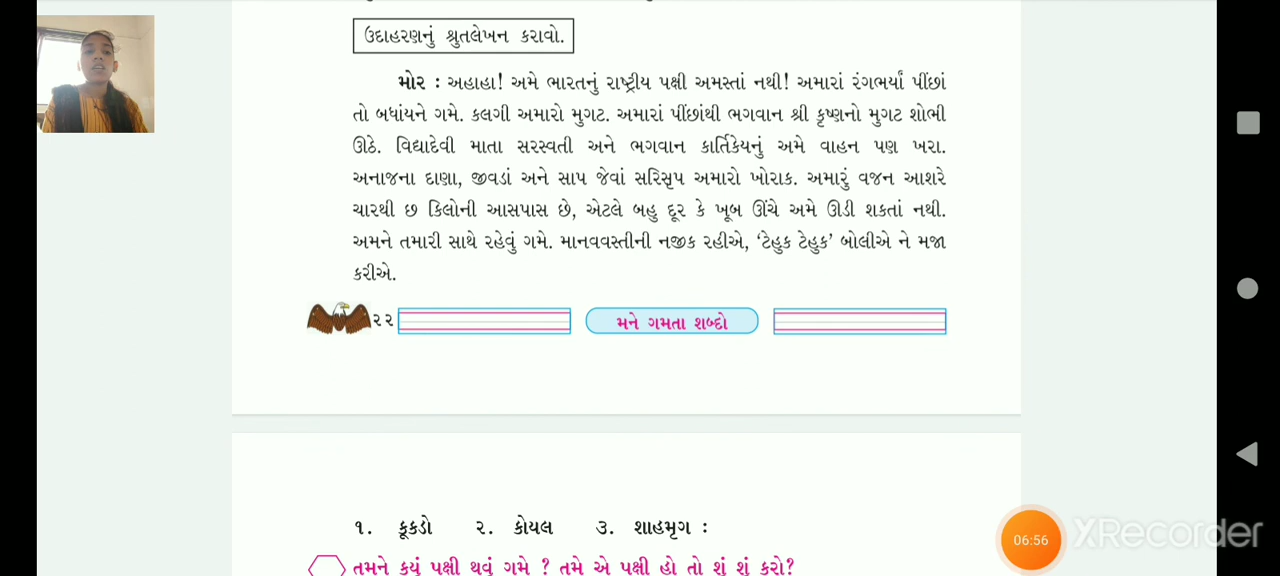 ઉદાહરણનું શ્રુતલેખન કરાવો.
મોર : અહાહા! અમે ભારતનું રાષ્ટ્રીય પક્ષી અમસ્તાં નથી! અમારાં રંગભર્યાં પીંછાં
તો બધાંયને ગમે. કલગી અમારો મુગટ. અમારાં પીંછાંથી ભગવાન શ્રી કૃષ્ણનો મુગટ શોભી
ઊઠે. વિદ્યાદેવી માતા સરસ્વતી અને ભગવાન કાર્તિકેયનું અમે વાહન પણ ખરા.
અનાજના દાણા, જીવડાં અને સાપ જેવાં સરિસૃપ અમારો ખોરાક. અમારું વજન આશરે
ચારથી છ કિલોની આસપાસ છે, એટલે બહુ દૂર કે ખૂબ ઊંચે અમે ઊડી શકતાં નથી.
અમને તમારી સાથે રહેવું ગમે. માનવવસ્તીની નજીક રહીએ, ‘ટેહુક ટેહુક’ બોલીએ ને મજા
કરીએ.
૨૨ મને ગમતા શબ્દો
૧. કૂકડો ૨. કોયલ ૩. શાહમૃગ :
તમને કયું પક્ષી થવું ગમે ? તમે એ પક્ષી હો તો શું શું કરો?
06:56 XRecorder